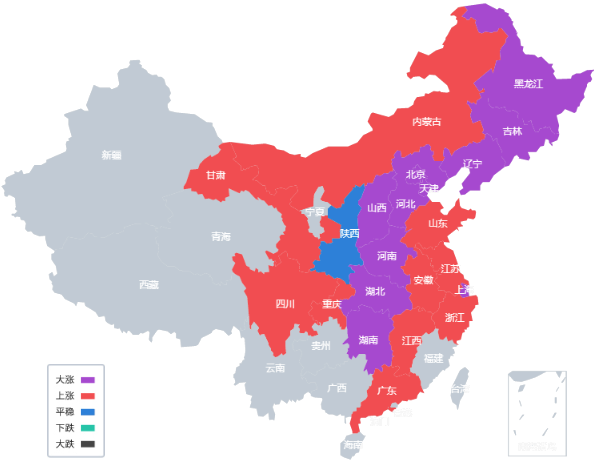 黑龙江
内蒙古
吉林
新疆
辽宁
甘肃
北京
天津
河北
山西
宁夏
山东
陕西
青海
河南
江苏
安徽
西藏
上海
湖北
四川
重庆
浙江
湖南
江西
贵州
福建
云南
广西
广东
台湾
海南
大涨
上涨
平稳
下跌
大跌